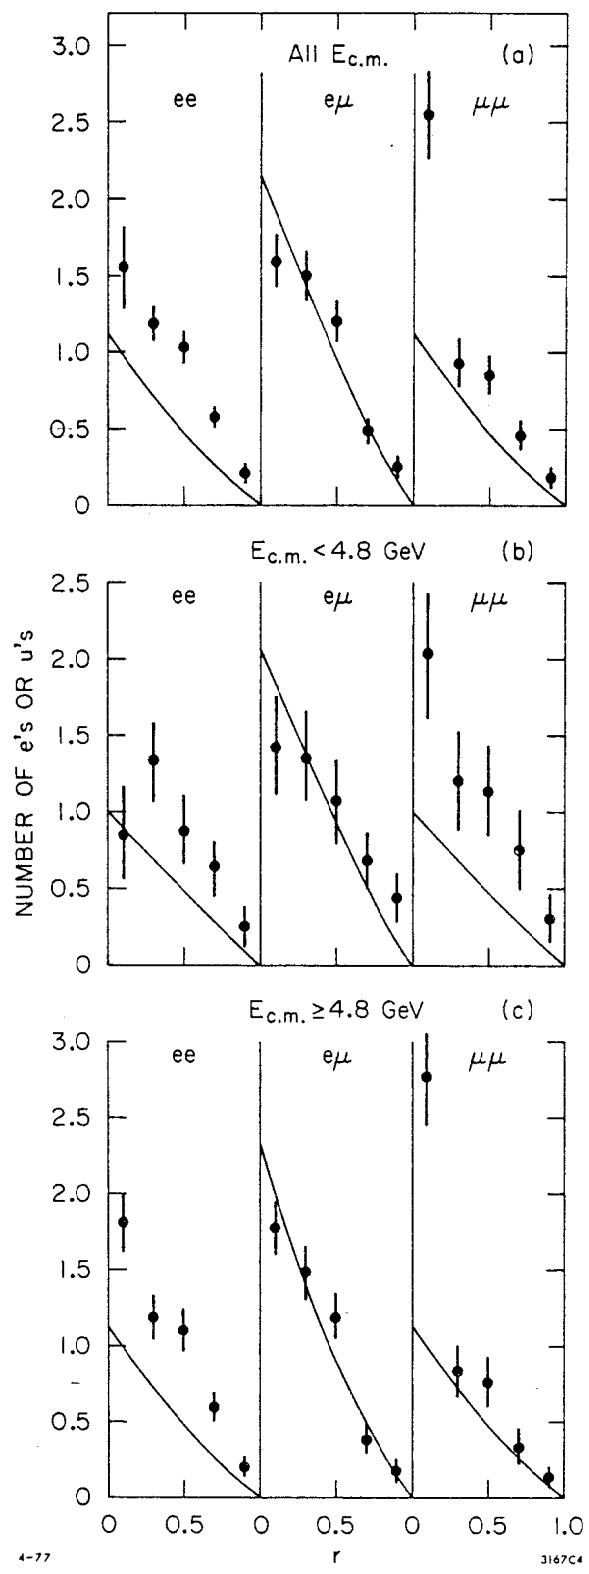 3.0
All E_c.m. (a)
ee eμ μμ
2.5
2.0
1.5
1.0
0.5
0
E_c.m. < 4.8 GeV (b)
2.5
ee eμ μμ
2.0
1.5
1.0
0.5
0
NUMBER OF e's OR u's
E_c.m. ≥ 4.8 GeV (c)
3.0
ee eμ μμ
2.5
2.0
1.5
1.0
0.5
0
0 0.5 0 0.5 0 0.5 1.0
r
4-77 3167C4